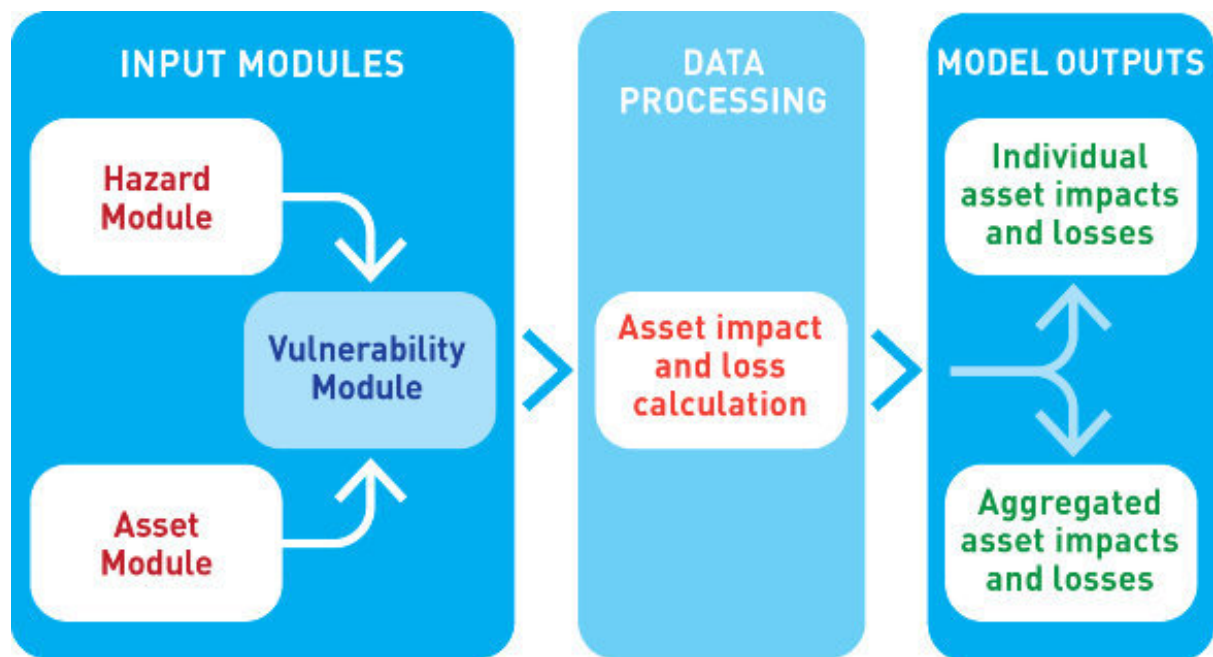 INPUT MODULES
Hazard
Module
Vulnerability
Module
Asset
Module
DATA
PROCESSING
Asset impact
and loss
calculation
MODEL OUTPUTS
Individual
asset impacts
and losses
Aggregated
asset impacts
and losses